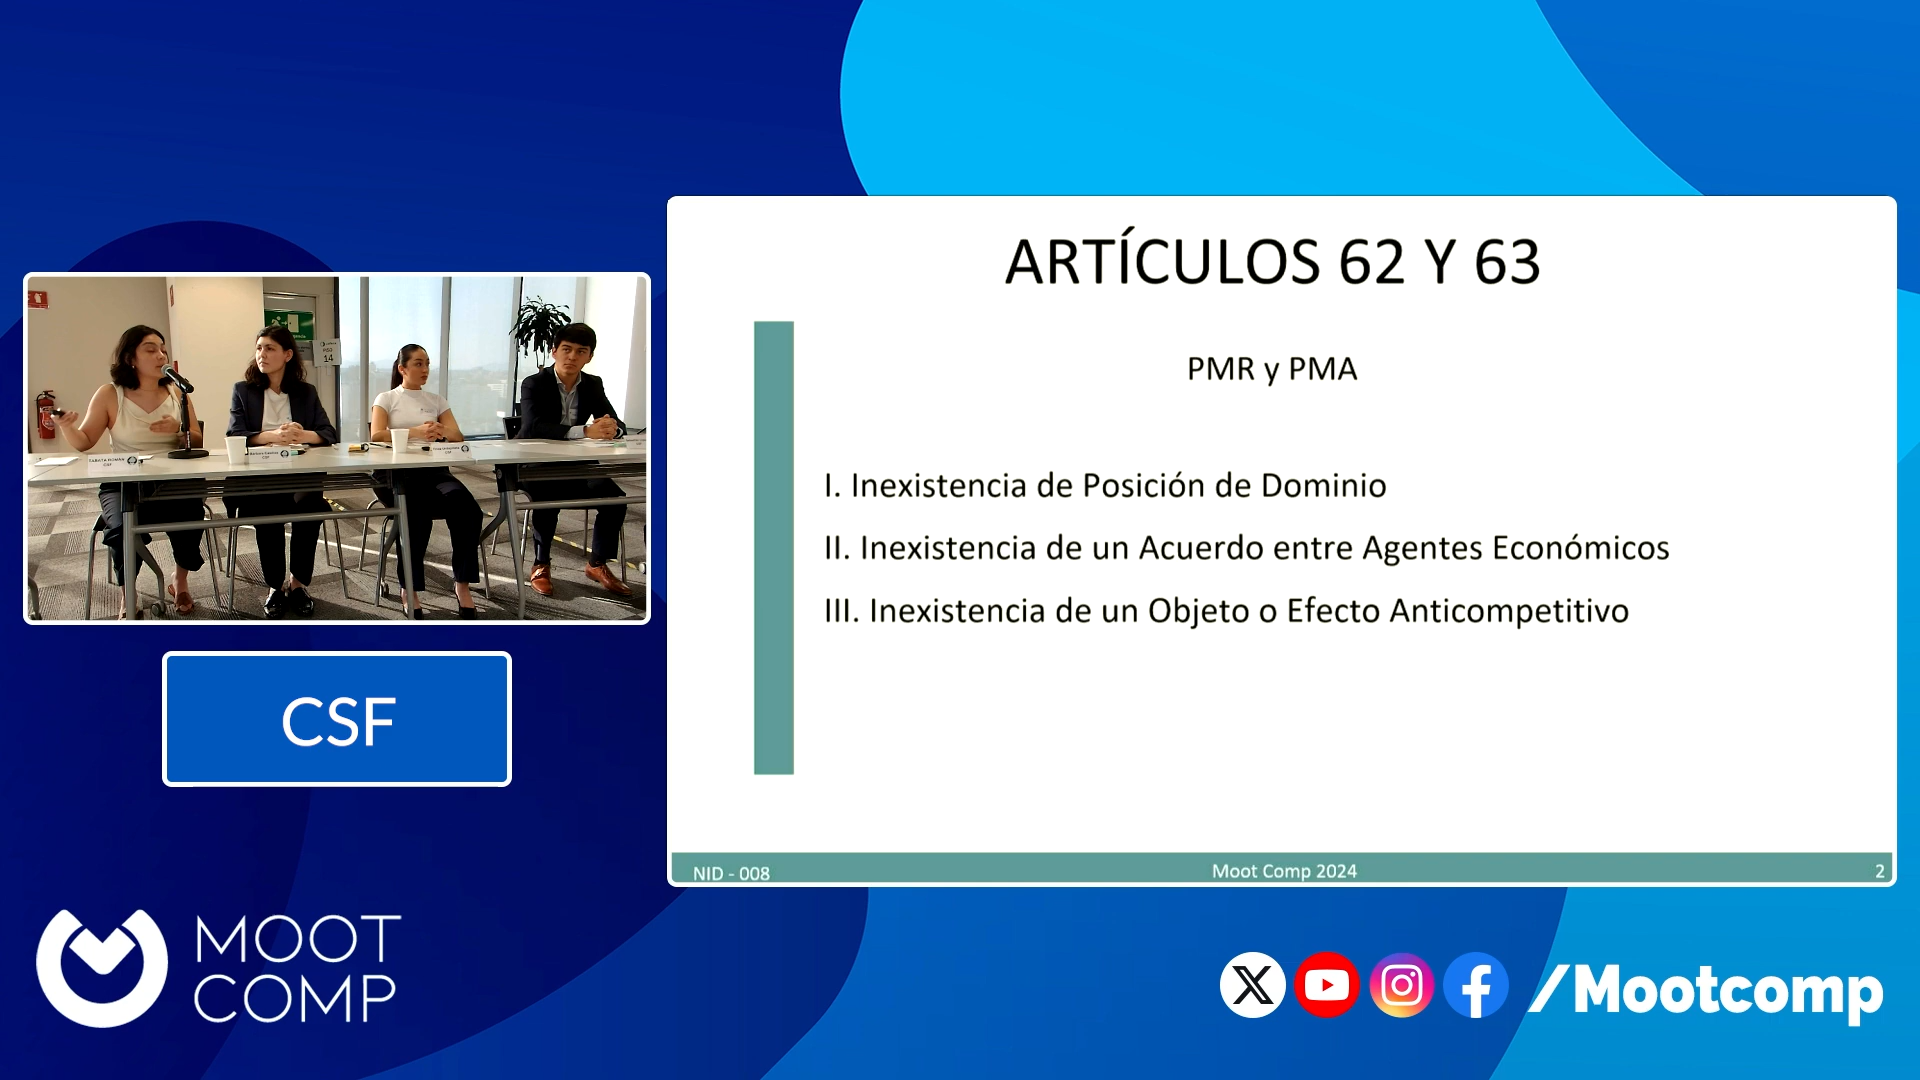 ARTÍCULOS 62 Y 63
PMR y PMA
I. Inexistencia de Posición de Dominio
II. Inexistencia de un Acuerdo entre Agentes Económicos
III. Inexistencia de un Objeto o Efecto Anticompetitivo
NID - 008
Moot Comp 2024
2
14
CSF
MOOT
COMP
/Mootcomp